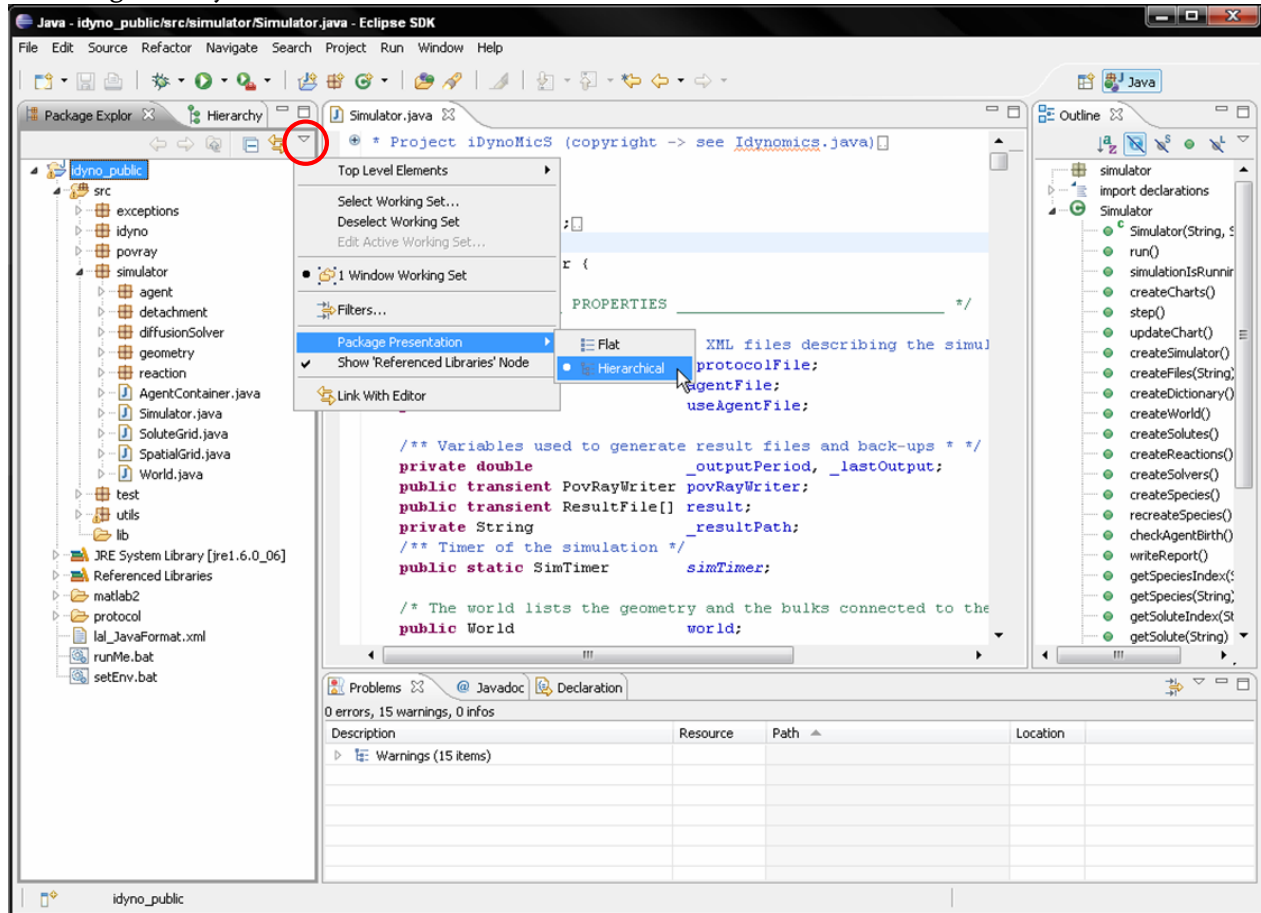 Java - idyno_public/src/simulator/Simulator.java - Eclipse SDK
File Edit Source Refactor Navigate Search Project Run Window Help
Java
Package Explor
Hierarchy
idyno_public
src
exceptions
idyno
povray
simulator
agent
detachment
diffusionSolver
geometry
reaction
AgentContainer.java
Simulator.java
SoluteGrid.java
SpatialGrid.java
World.java
test
utils
lib
JRE System Library [jre1.6.0_06]
Referenced Libraries
matlab2
protocol
lal_JavaFormat.xml
runMe.bat
setEnv.bat
Top Level Elements
Select Working Set...
Deselect Working Set
Edit Active Working Set...
1 Window Working Set
Filters...
Package Presentation
Show 'Referenced Libraries' Node
Link With Editor
Flat
Hierarchical
Simulator.java
* Project iDynoMicS (copyright -> see Idynomics.java)
;
r {
PROPERTIES ____________________________ */
XML files describing the simul
protocolFile;
agentFile;
useAgentFile;
/** Variables used to generate result files and back-ups * */
private double _outputPeriod, _lastOutput;
public transient PovRayWriter povRayWriter;
public transient ResultFile[] result;
private String _resultPath;
/** Timer of the simulation */
public static SimTimer simTimer;
/* The world lists the geometry and the bulks connected to the
public World world;
Outline
simulator
import declarations
Simulator
Simulator(String, S
run()
simulationIsRunnin
createCharts()
step()
updateChart()
createSimulator()
createFiles(String,
createDictionary()
createWorld()
createSolutes()
createReactions()
createSolvers()
createSpecies()
recreateSpecies()
checkAgentBirth()
writeReport()
getSpeciesIndex(S
getSpecies(String)
getSoluteIndex(St
getSolute(String)
Problems
@ Javadoc
Declaration
0 errors, 15 warnings, 0 infos
Description Resource Path Location
Warnings (15 items)
idyno_public